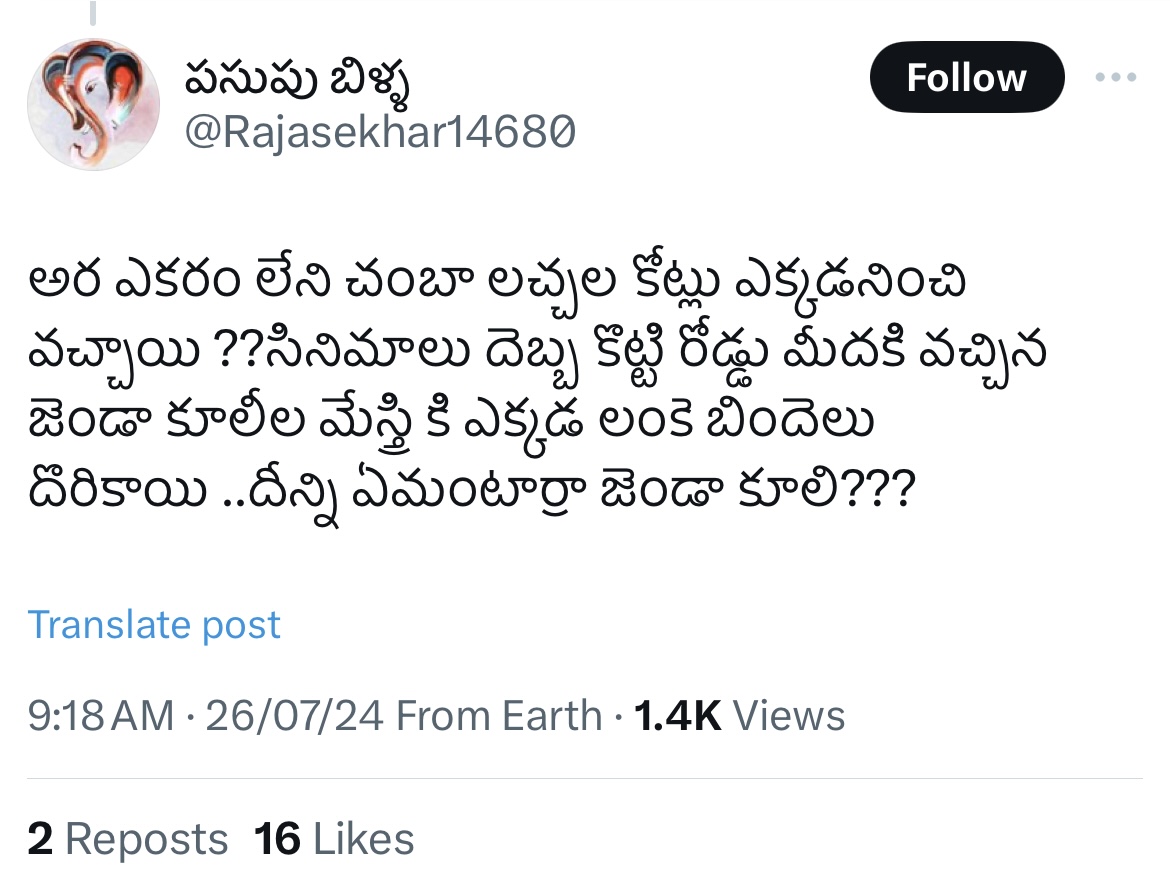 పసుపు బిళ్ళ
Follow
@Rajasekhar14680
అర ఎకరం లేని చంబా లచ్చల కోట్లు ఎక్కడనించి
వచ్చాయి ??సినిమాలు దెబ్బ కొట్టి రోడ్డు మీదకి వచ్చిన
జెండా కూలీల మేస్త్రి కి ఎక్కడ లంకె బిందెలు
దొరికాయి ..దీన్ని ఏమంటార్రా జెండా కూలి???
Translate post
9:18 AM · 26/07/24 From Earth · 1.4K Views
2 Reposts 16 Likes